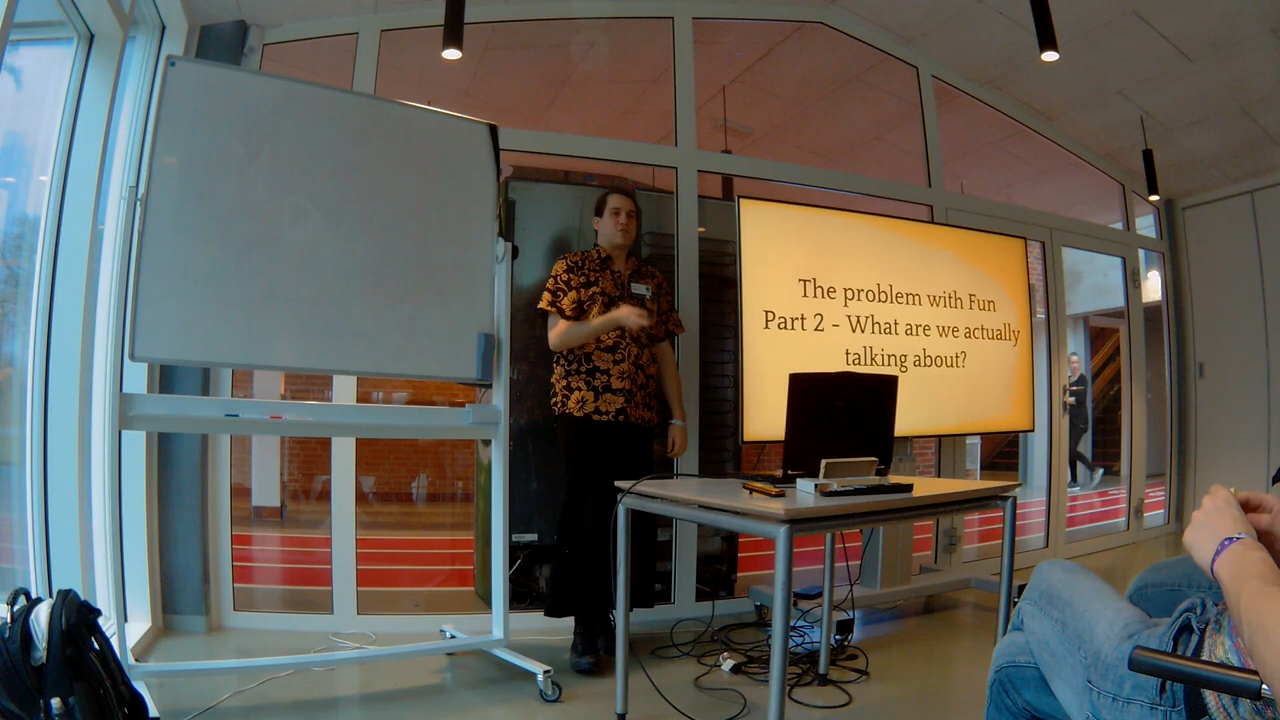 The problem with Fun
Part 2 - What are we actually
talking about?